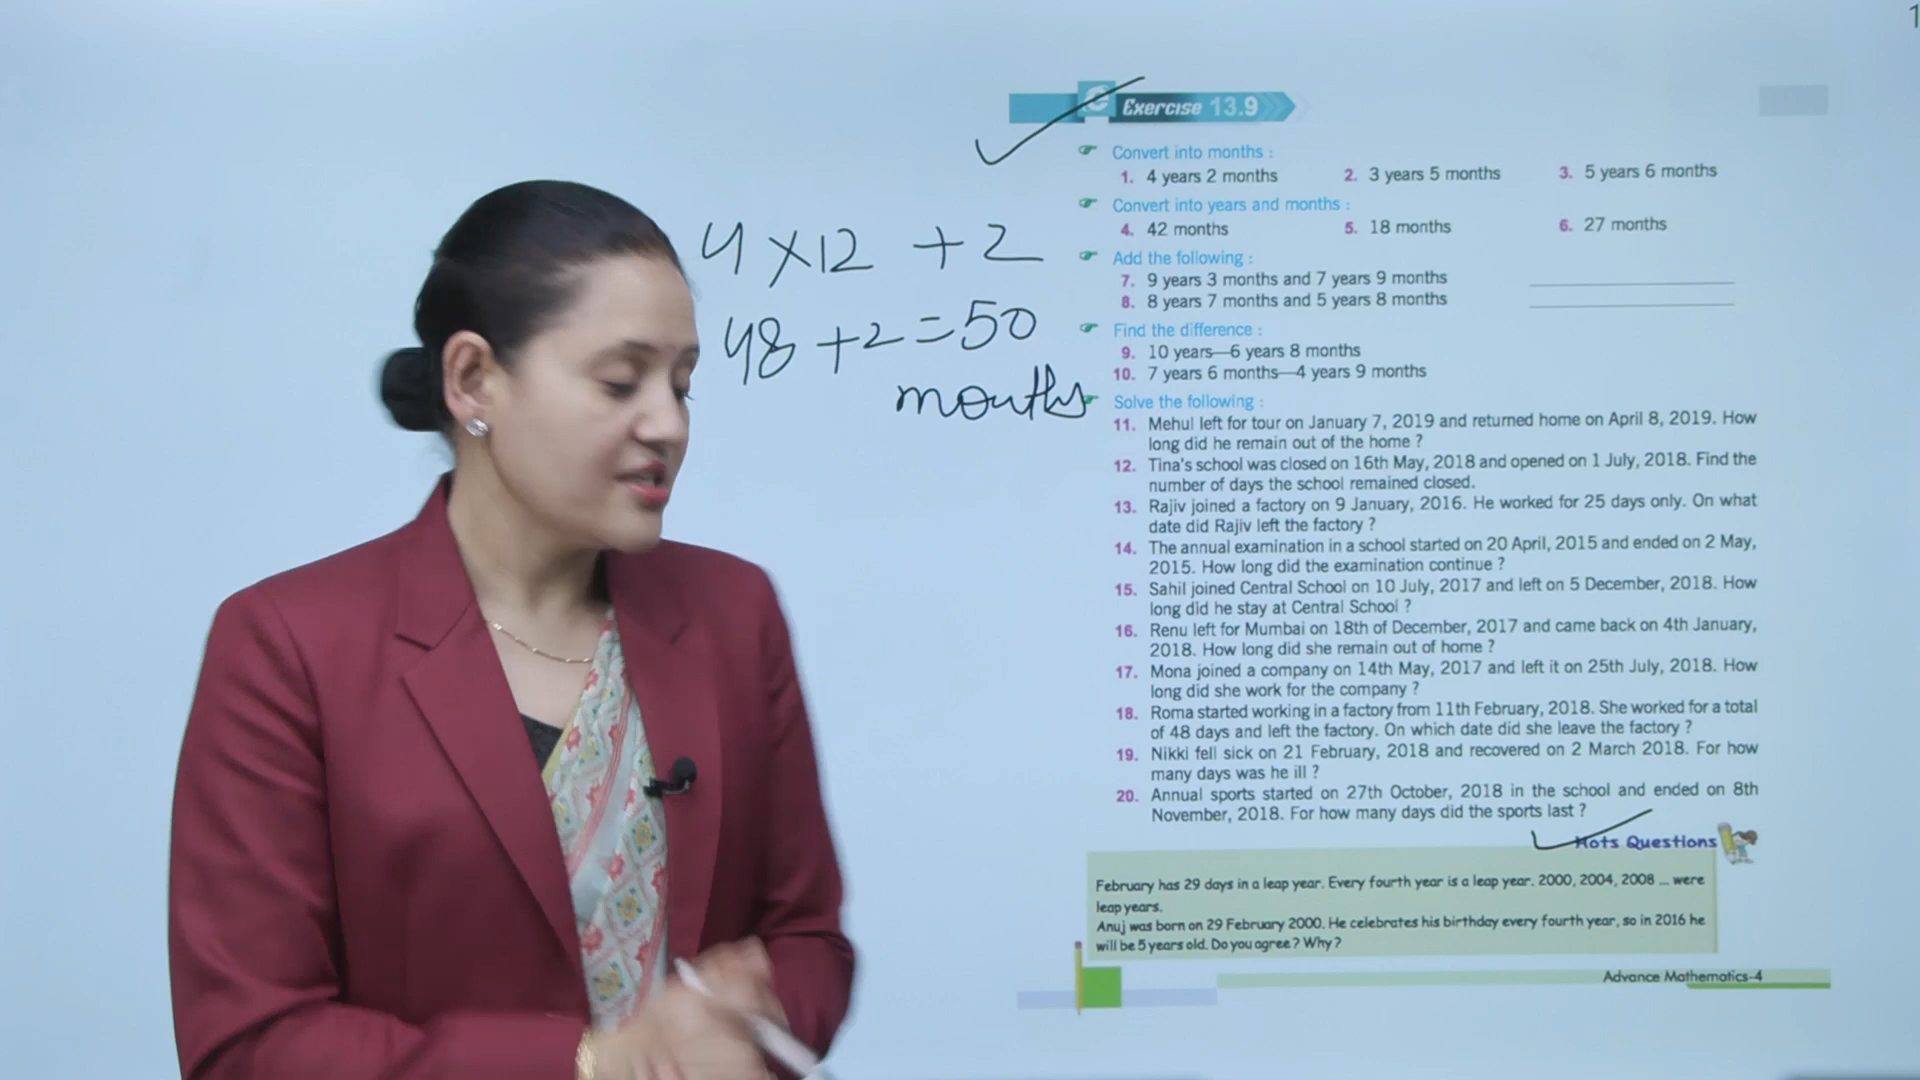 1
Exercise 13.9
Convert into months :
1. 4 years 2 months 2. 3 years 5 months 3. 5 years 6 months
Convert into years and months :
4. 42 months 5. 18 months 6. 27 months
Add the following :
7. 9 years 3 months and 7 years 9 months
8. 8 years 7 months and 5 years 8 months
Find the difference :
9. 10 years—6 years 8 months
10. 7 years 6 months—4 years 9 months
Solve the following :
11. Mehul left for tour on January 7, 2019 and returned home on April 8, 2019. How
long did he remain out of the home ?
12. Tina's school was closed on 16th May, 2018 and opened on 1 July, 2018. Find the
number of days the school remained closed.
13. Rajiv joined a factory on 9 January, 2016. He worked for 25 days only. On what
date did Rajiv left the factory ?
14. The annual examination in a school started on 20 April, 2015 and ended on 2 May,
2015. How long did the examination continue ?
15. Sahil joined Central School on 10 July, 2017 and left on 5 December, 2018. How
long did he stay at Central School ?
16. Renu left for Mumbai on 18th of December, 2017 and came back on 4th January,
2018. How long did she remain out of home ?
17. Mona joined a company on 14th May, 2017 and left it on 25th July, 2018. How
long did she work for the company ?
18. Roma started working in a factory from 11th February, 2018. She worked for a total
of 48 days and left the factory. On which date did she leave the factory ?
19. Nikki fell sick on 21 February, 2018 and recovered on 2 March 2018. For how
many days was he ill ?
20. Annual sports started on 27th October, 2018 in the school and ended on 8th
November, 2018. For how many days did the sports last ?
Hots Questions
February has 29 days in a leap year. Every fourth year is a leap year. 2000, 2004, 2008 ... were
leap years.
Anuj was born on 29 February 2000. He celebrates his birthday every fourth year, so in 2016 he
will be 5 years old. Do you agree ? Why ?
Advance Mathematics-4
4 × 12 + 2
48 + 2 = 50
months